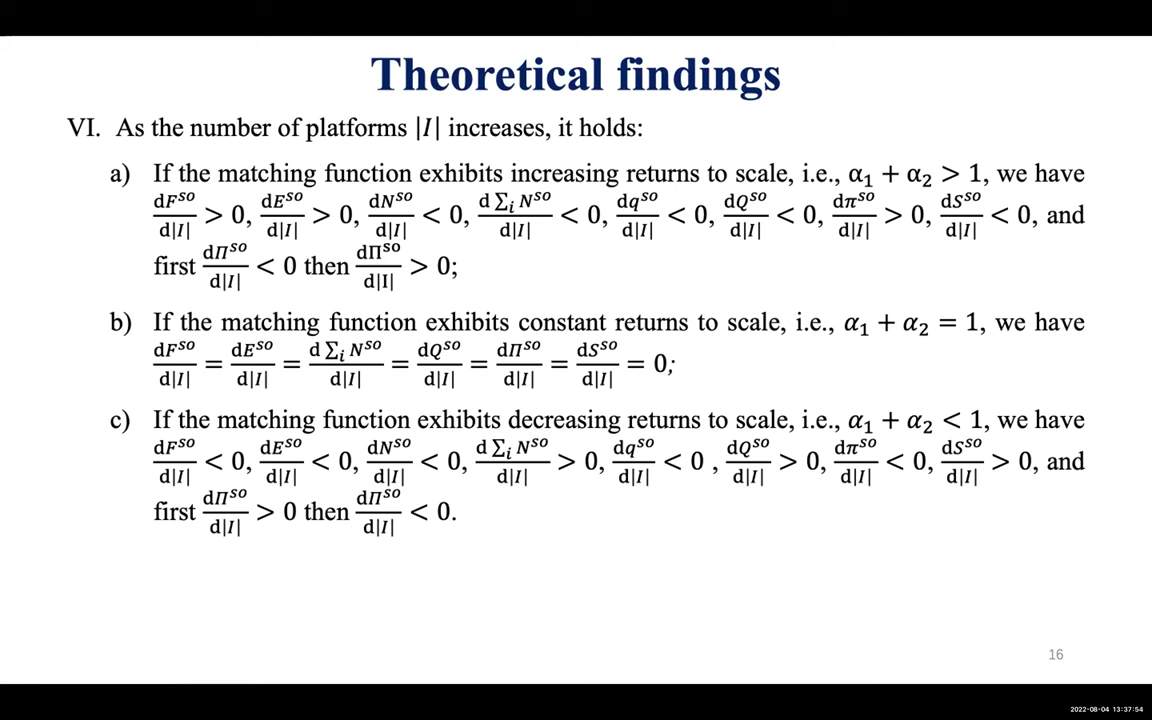 Theoretical findings
VI. As the number of platforms |I| increases, it holds:
a) If the matching function exhibits increasing returns to scale, i.e., α₁ + α₂ > 1, we have
dF^so/d|I| > 0, dE^so/d|I| > 0, dN^so/d|I| < 0, d∑ᵢ N^so/d|I| < 0, dq^so/d|I| < 0, dQ^so/d|I| < 0, dπ^so/d|I| > 0, dS^so/d|I| < 0, and
first dΠ^so/d|I| < 0 then dΠ^so/d|I| > 0;
b) If the matching function exhibits constant returns to scale, i.e., α₁ + α₂ = 1, we have
dF^so/d|I| = dE^so/d|I| = d∑ᵢ N^so/d|I| = dQ^so/d|I| = dΠ^so/d|I| = dS^so/d|I| = 0;
c) If the matching function exhibits decreasing returns to scale, i.e., α₁ + α₂ < 1, we have
dF^so/d|I| < 0, dE^so/d|I| < 0, dN^so/d|I| < 0, d∑ᵢ N^so/d|I| > 0, dq^so/d|I| < 0 , dQ^so/d|I| > 0, dπ^so/d|I| < 0, dS^so/d|I| > 0, and
first dΠ^so/d|I| > 0 then dΠ^so/d|I| < 0.
16
2022-08-04 13:37:54